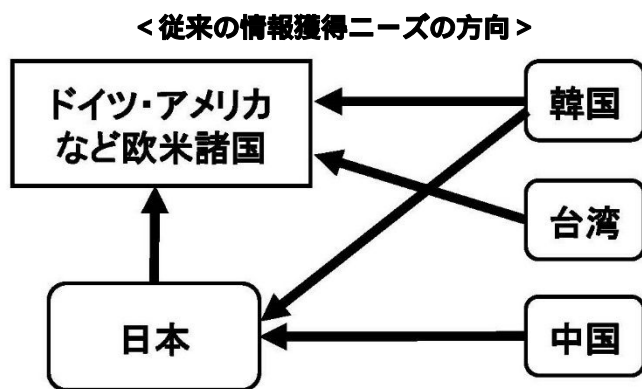 ＜従来の情報獲得ニーズの方向＞
ドイツ・アメリカ
など欧米諸国
韓国
台湾
日本
中国